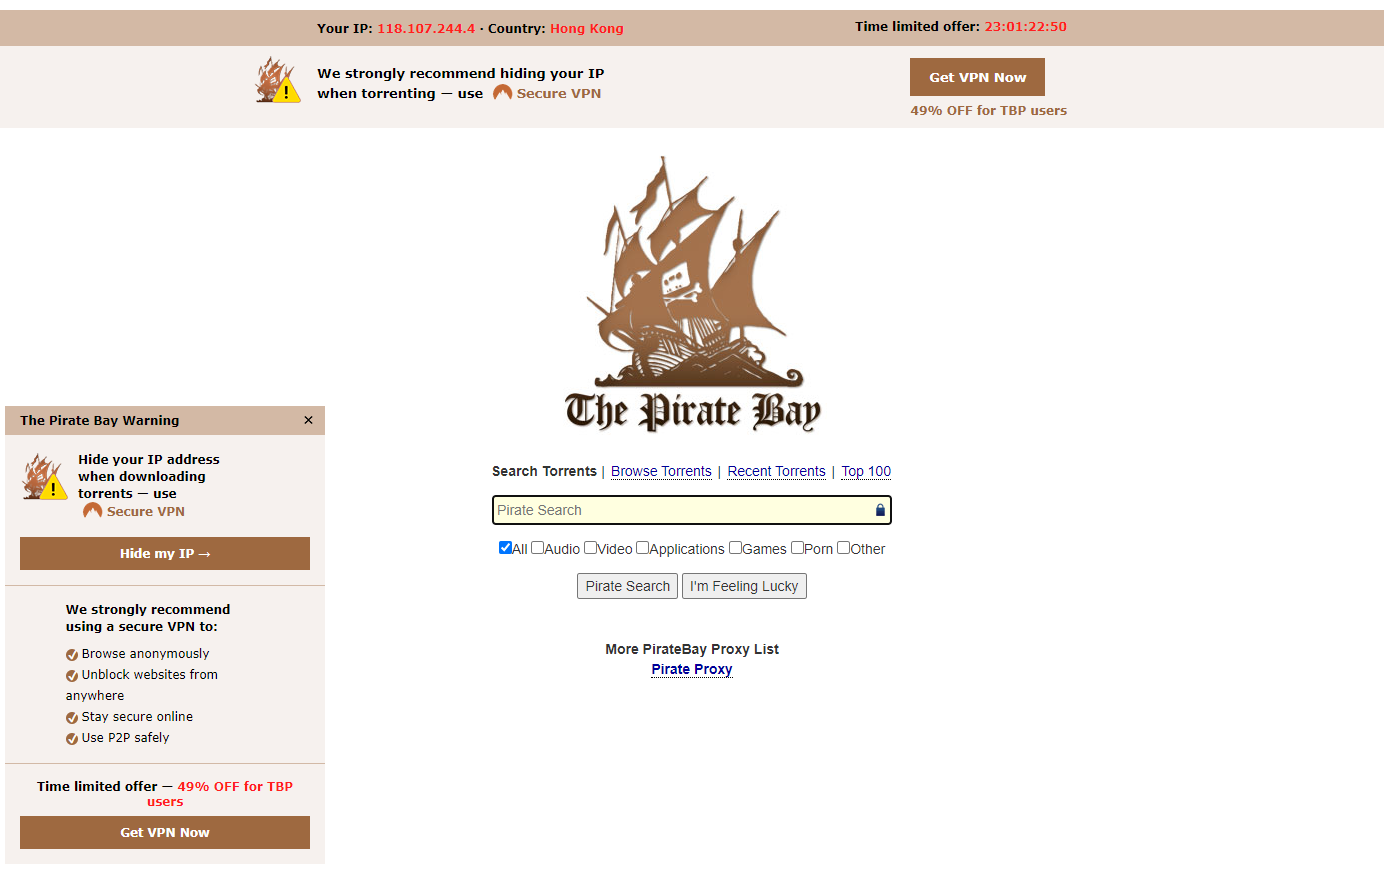 Your IP: 118.107.244.4 · Country: Hong Kong
Time limited offer: 23:01:22:50
We strongly recommend hiding your IP
when torrenting — use Secure VPN
Get VPN Now
49% OFF for TBP users
The Pirate Bay
Search Torrents | Browse Torrents | Recent Torrents | Top 100
Pirate Search
All Audio Video Applications Games Porn Other
Pirate Search I'm Feeling Lucky
More PirateBay Proxy List
Pirate Proxy
The Pirate Bay Warning ×
Hide your IP address
when downloading
torrents — use
Secure VPN
Hide my IP →
We strongly recommend
using a secure VPN to:
Browse anonymously
Unblock websites from
anywhere
Stay secure online
Use P2P safely
Time limited offer — 49% OFF for TBP
users
Get VPN Now